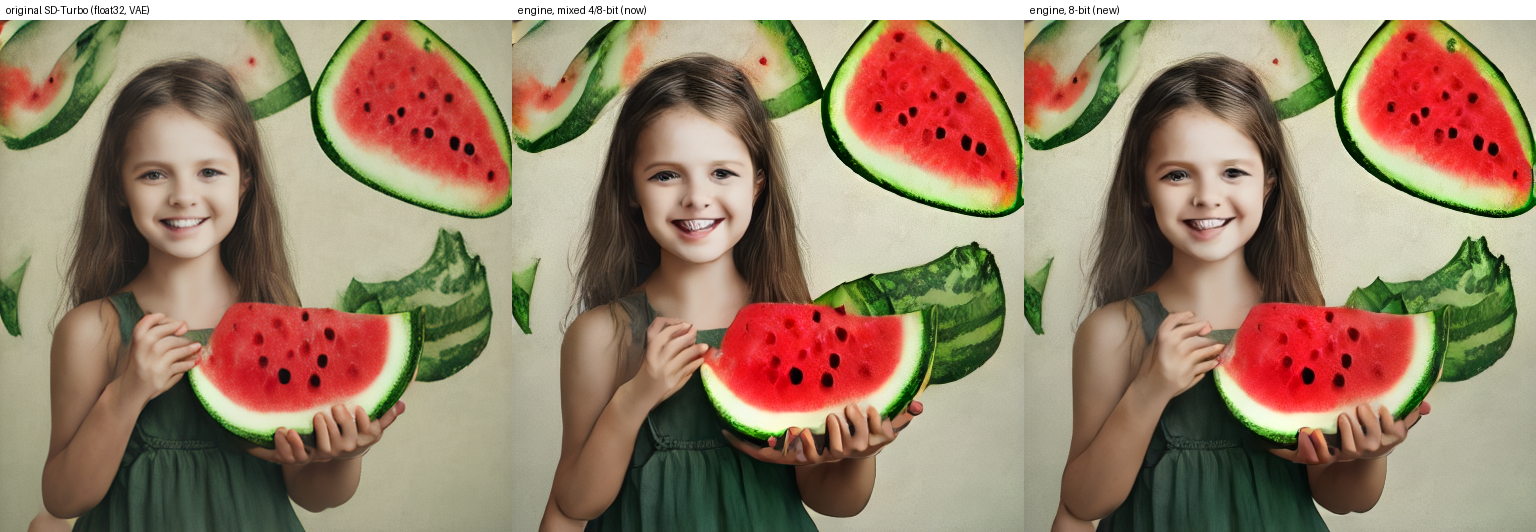 original SD-Turbo (float32, VAE)
engine, mixed 4/8-bit (now)
engine, 8-bit (new)